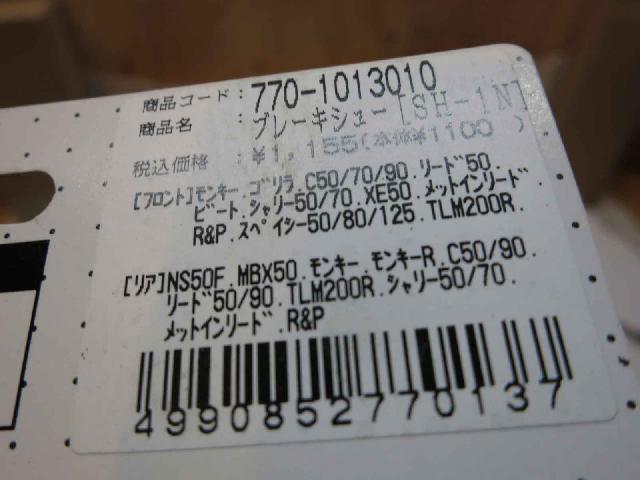 商品コード:770-1013010
商品名 :ブレーキシュー[SH-1N]
税込価格 :¥1,155(本体¥1100 )
[フロント]モンキー.ゴリラ.C50/70/90.リード50.
ビート.シャリー50/70.XE50.メットインリード.
R&P.スペイシー50/80/125.TLM200R.
[リア]NS50F.MBX50.モンキー.モンキーR.C50/90.
リード50/90.TLM200R.シャリー50/70.
メットインリード.R&P
4990852770137